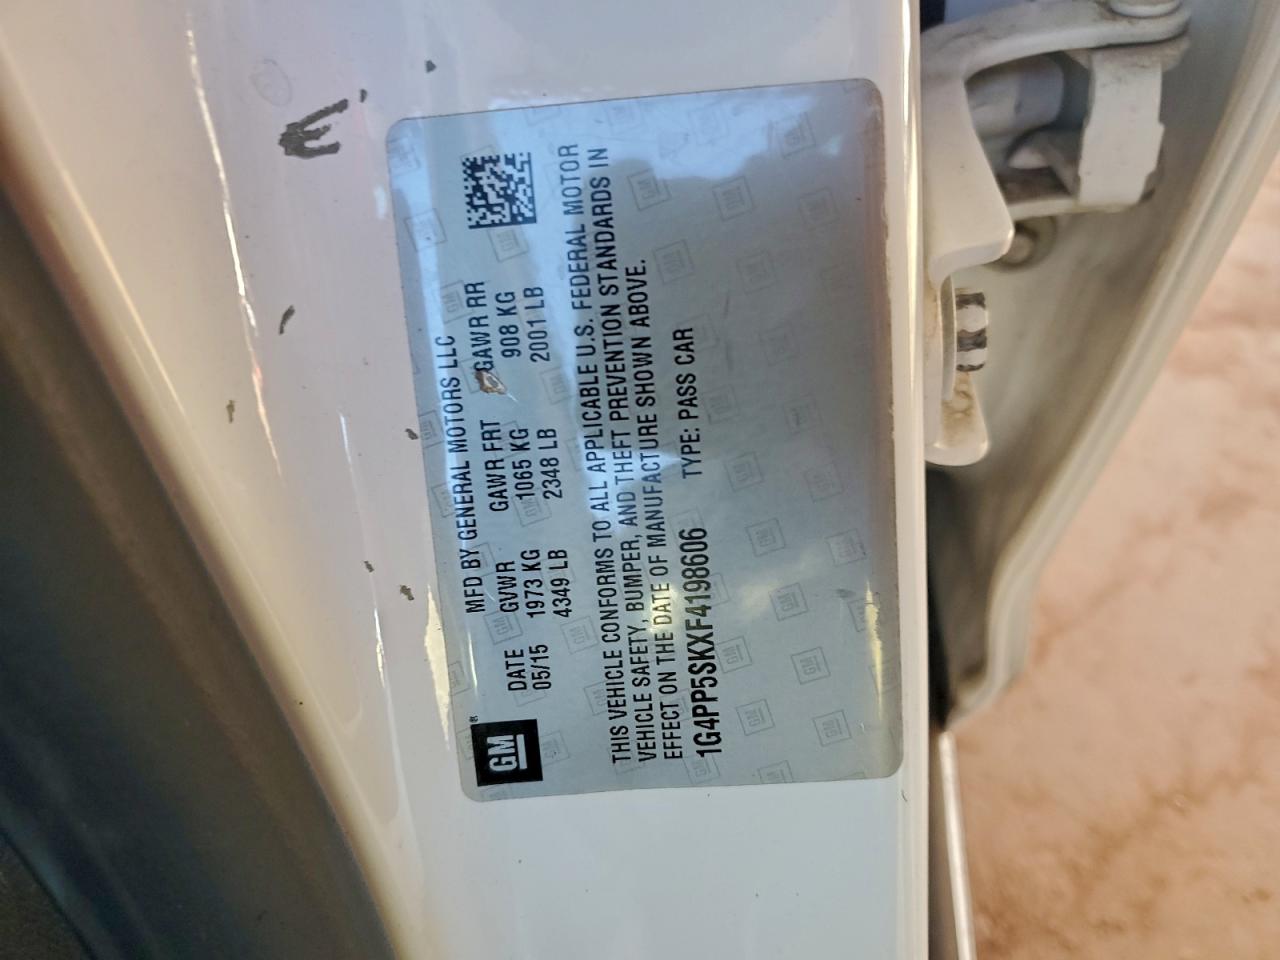 GM®
MFD BY GENERAL MOTORS LLC
DATE GVWR GAWR FRT GAWR RR
05/15 1973 KG 1065 KG 908 KG
4349 LB 2348 LB 2001 LB
THIS VEHICLE CONFORMS TO ALL APPLICABLE U.S. FEDERAL MOTOR
VEHICLE SAFETY, BUMPER, AND THEFT PREVENTION STANDARDS IN
EFFECT ON THE DATE OF MANUFACTURE SHOWN ABOVE.
1G4PP5SKXF4198606 TYPE: PASS CAR